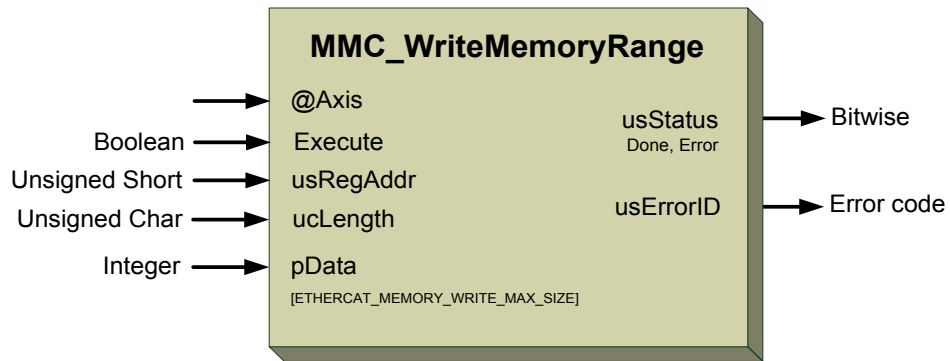 MMC_WriteMemoryRange
@Axis
Boolean Execute
Unsigned Short usRegAddr
Unsigned Char ucLength
Integer pData
[ETHERCAT_MEMORY_WRITE_MAX_SIZE]
usStatus Bitwise
Done, Error
usErrorID Error code